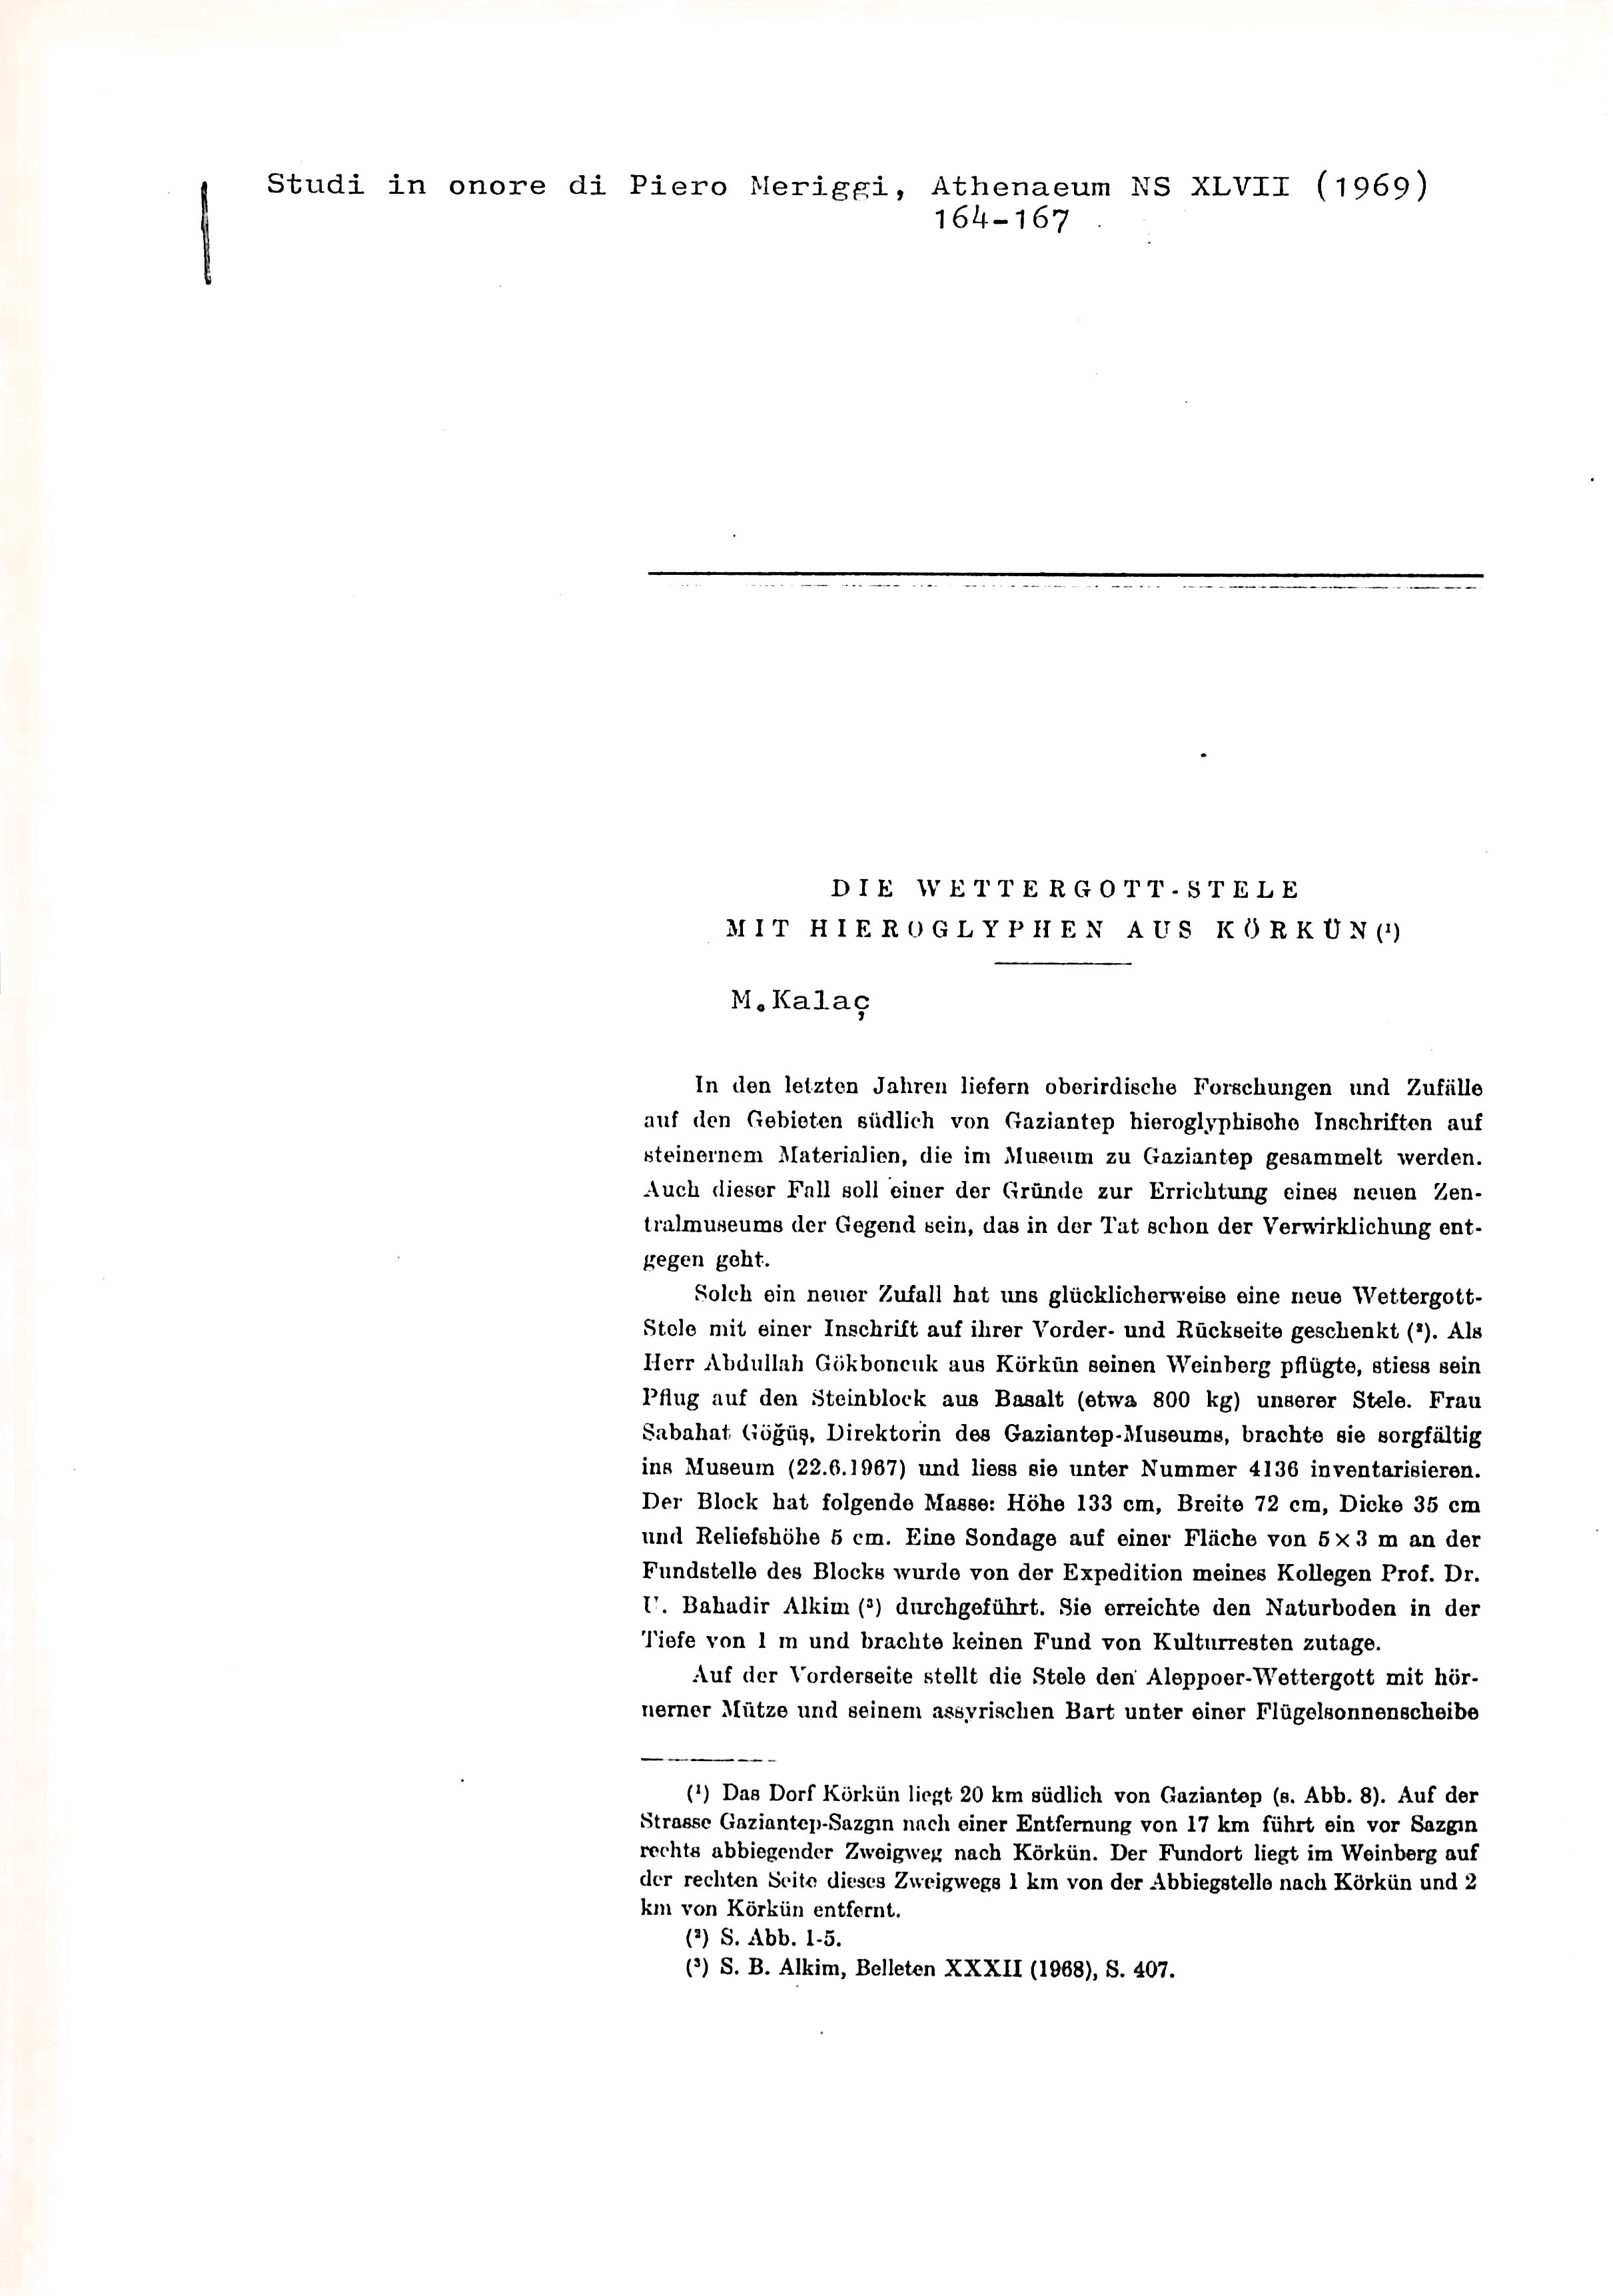 Studi in onore di Piero Meriggi, Athenaeum NS XLVII (1969)
164-167
DIE WETTERGOTT-STELE
MIT HIEROGLYPHEN AUS KÖRKÜN (¹)
M.Kalaç
In den letzten Jahren liefern oberirdische Forschungen und Zufälle
auf den Gebieten südlich von Gaziantep hieroglyphische Inschriften auf
steinernem Materialien, die im Museum zu Gaziantep gesammelt werden.
Auch dieser Fall soll einer der Gründe zur Errichtung eines neuen Zen-
tralmuseums der Gegend sein, das in der Tat schon der Verwirklichung ent-
gegen geht.
Solch ein neuer Zufall hat uns glücklicherweise eine neue Wettergott-
Stele mit einer Inschrift auf ihrer Vorder- und Rückseite geschenkt (²). Als
Herr Abdullah Gökboncuk aus Körkün seinen Weinberg pflügte, stiess sein
Pflug auf den Steinblock aus Basalt (etwa 800 kg) unserer Stele. Frau
Sabahat Göğüş, Direktorin des Gaziantep-Museums, brachte sie sorgfältig
ins Museum (22.6.1967) und liess sie unter Nummer 4136 inventarisieren.
Der Block hat folgende Masse: Höhe 133 cm, Breite 72 cm, Dicke 35 cm
und Reliefshöhe 5 cm. Eine Sondage auf einer Fläche von 5×3 m an der
Fundstelle des Blocks wurde von der Expedition meines Kollegen Prof. Dr.
U. Bahadir Alkim (³) durchgeführt. Sie erreichte den Naturboden in der
Tiefe von 1 m und brachte keinen Fund von Kulturresten zutage.
Auf der Vorderseite stellt die Stele den Aleppoer-Wettergott mit hör-
nerner Mütze und seinem assyrischen Bart unter einer Flügelsonnenscheibe
(¹) Das Dorf Körkün liegt 20 km südlich von Gaziantep (s. Abb. 8). Auf der
Strasse Gaziantep-Sazgın nach einer Entfernung von 17 km führt ein vor Sazgın
rechts abbiegender Zweigweg nach Körkün. Der Fundort liegt im Weinberg auf
der rechten Seite dieses Zweigwegs 1 km von der Abbiegstelle nach Körkün und 2
km von Körkün entfernt.
(²) S. Abb. 1-5.
(³) S. B. Alkim, Belleten XXXII (1968), S. 407.